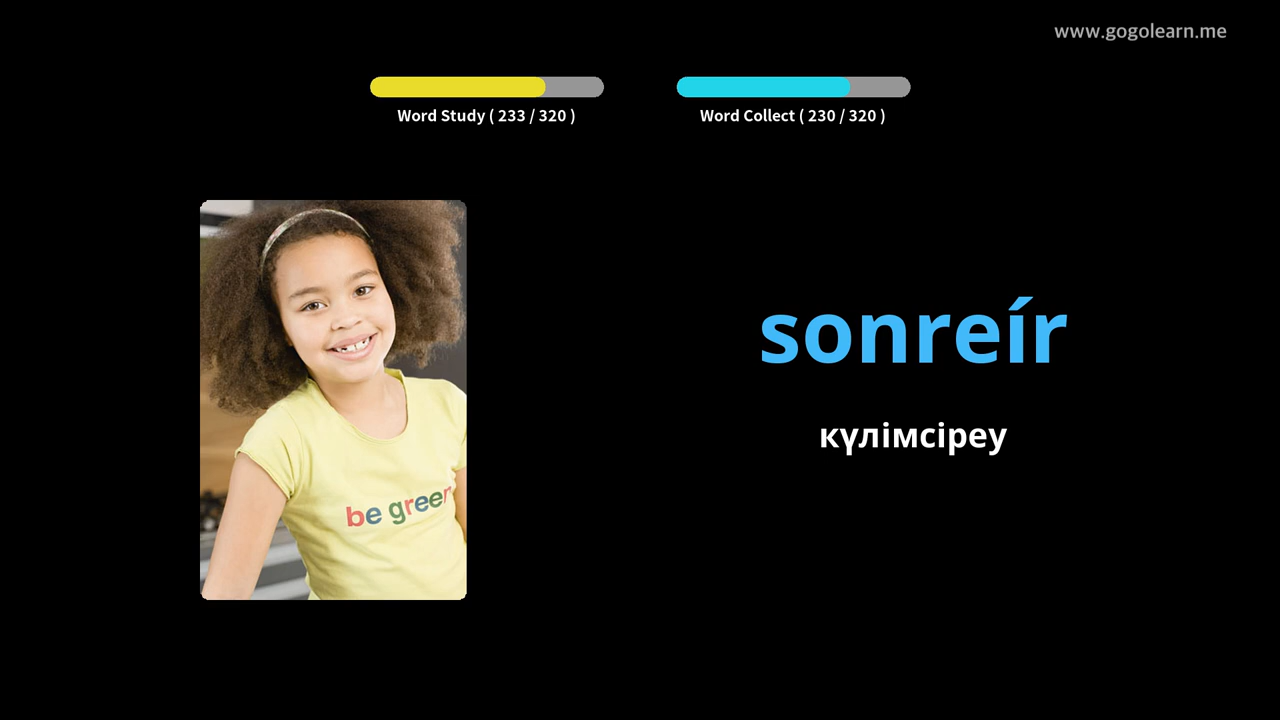 www.gogolearn.me
Word Study ( 233 / 320 )
Word Collect ( 230 / 320 )
sonreír
күлімсіреу
be green